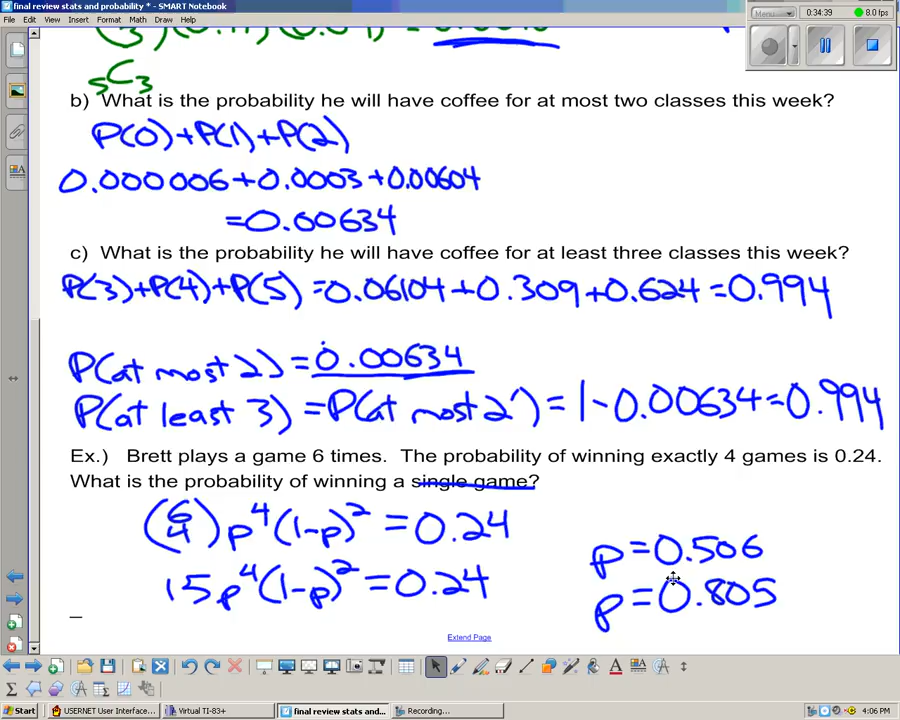 final review stats and probability * - SMART Notebook
File Edit View Insert Format Math Draw Help
Menu 04:34:39 8.0 fps
5C3
b) What is the probability he will have coffee for at most two classes this week?
P(0)+P(1)+P(2)
0.000006+0.0003+0.00604
=0.00634
c) What is the probability he will have coffee for at least three classes this week?
P(3)+P(4)+P(5)=0.06104+0.309+0.624=0.994
P(at most 2)=0.00634
P(at least 3)=P(at most 2')=1-0.00634=0.994
Ex.) Brett plays a game 6 times. The probability of winning exactly 4 games is 0.24.
What is the probability of winning a single game?
(6 4)p^4(1-p)^2=0.24
p=0.506
15p^4(1-p)^2=0.24
p=0.805
Extend Page
Start USERNET User Interface... Virtual TI-83+ final review stats and... Recording... 4:06 PM